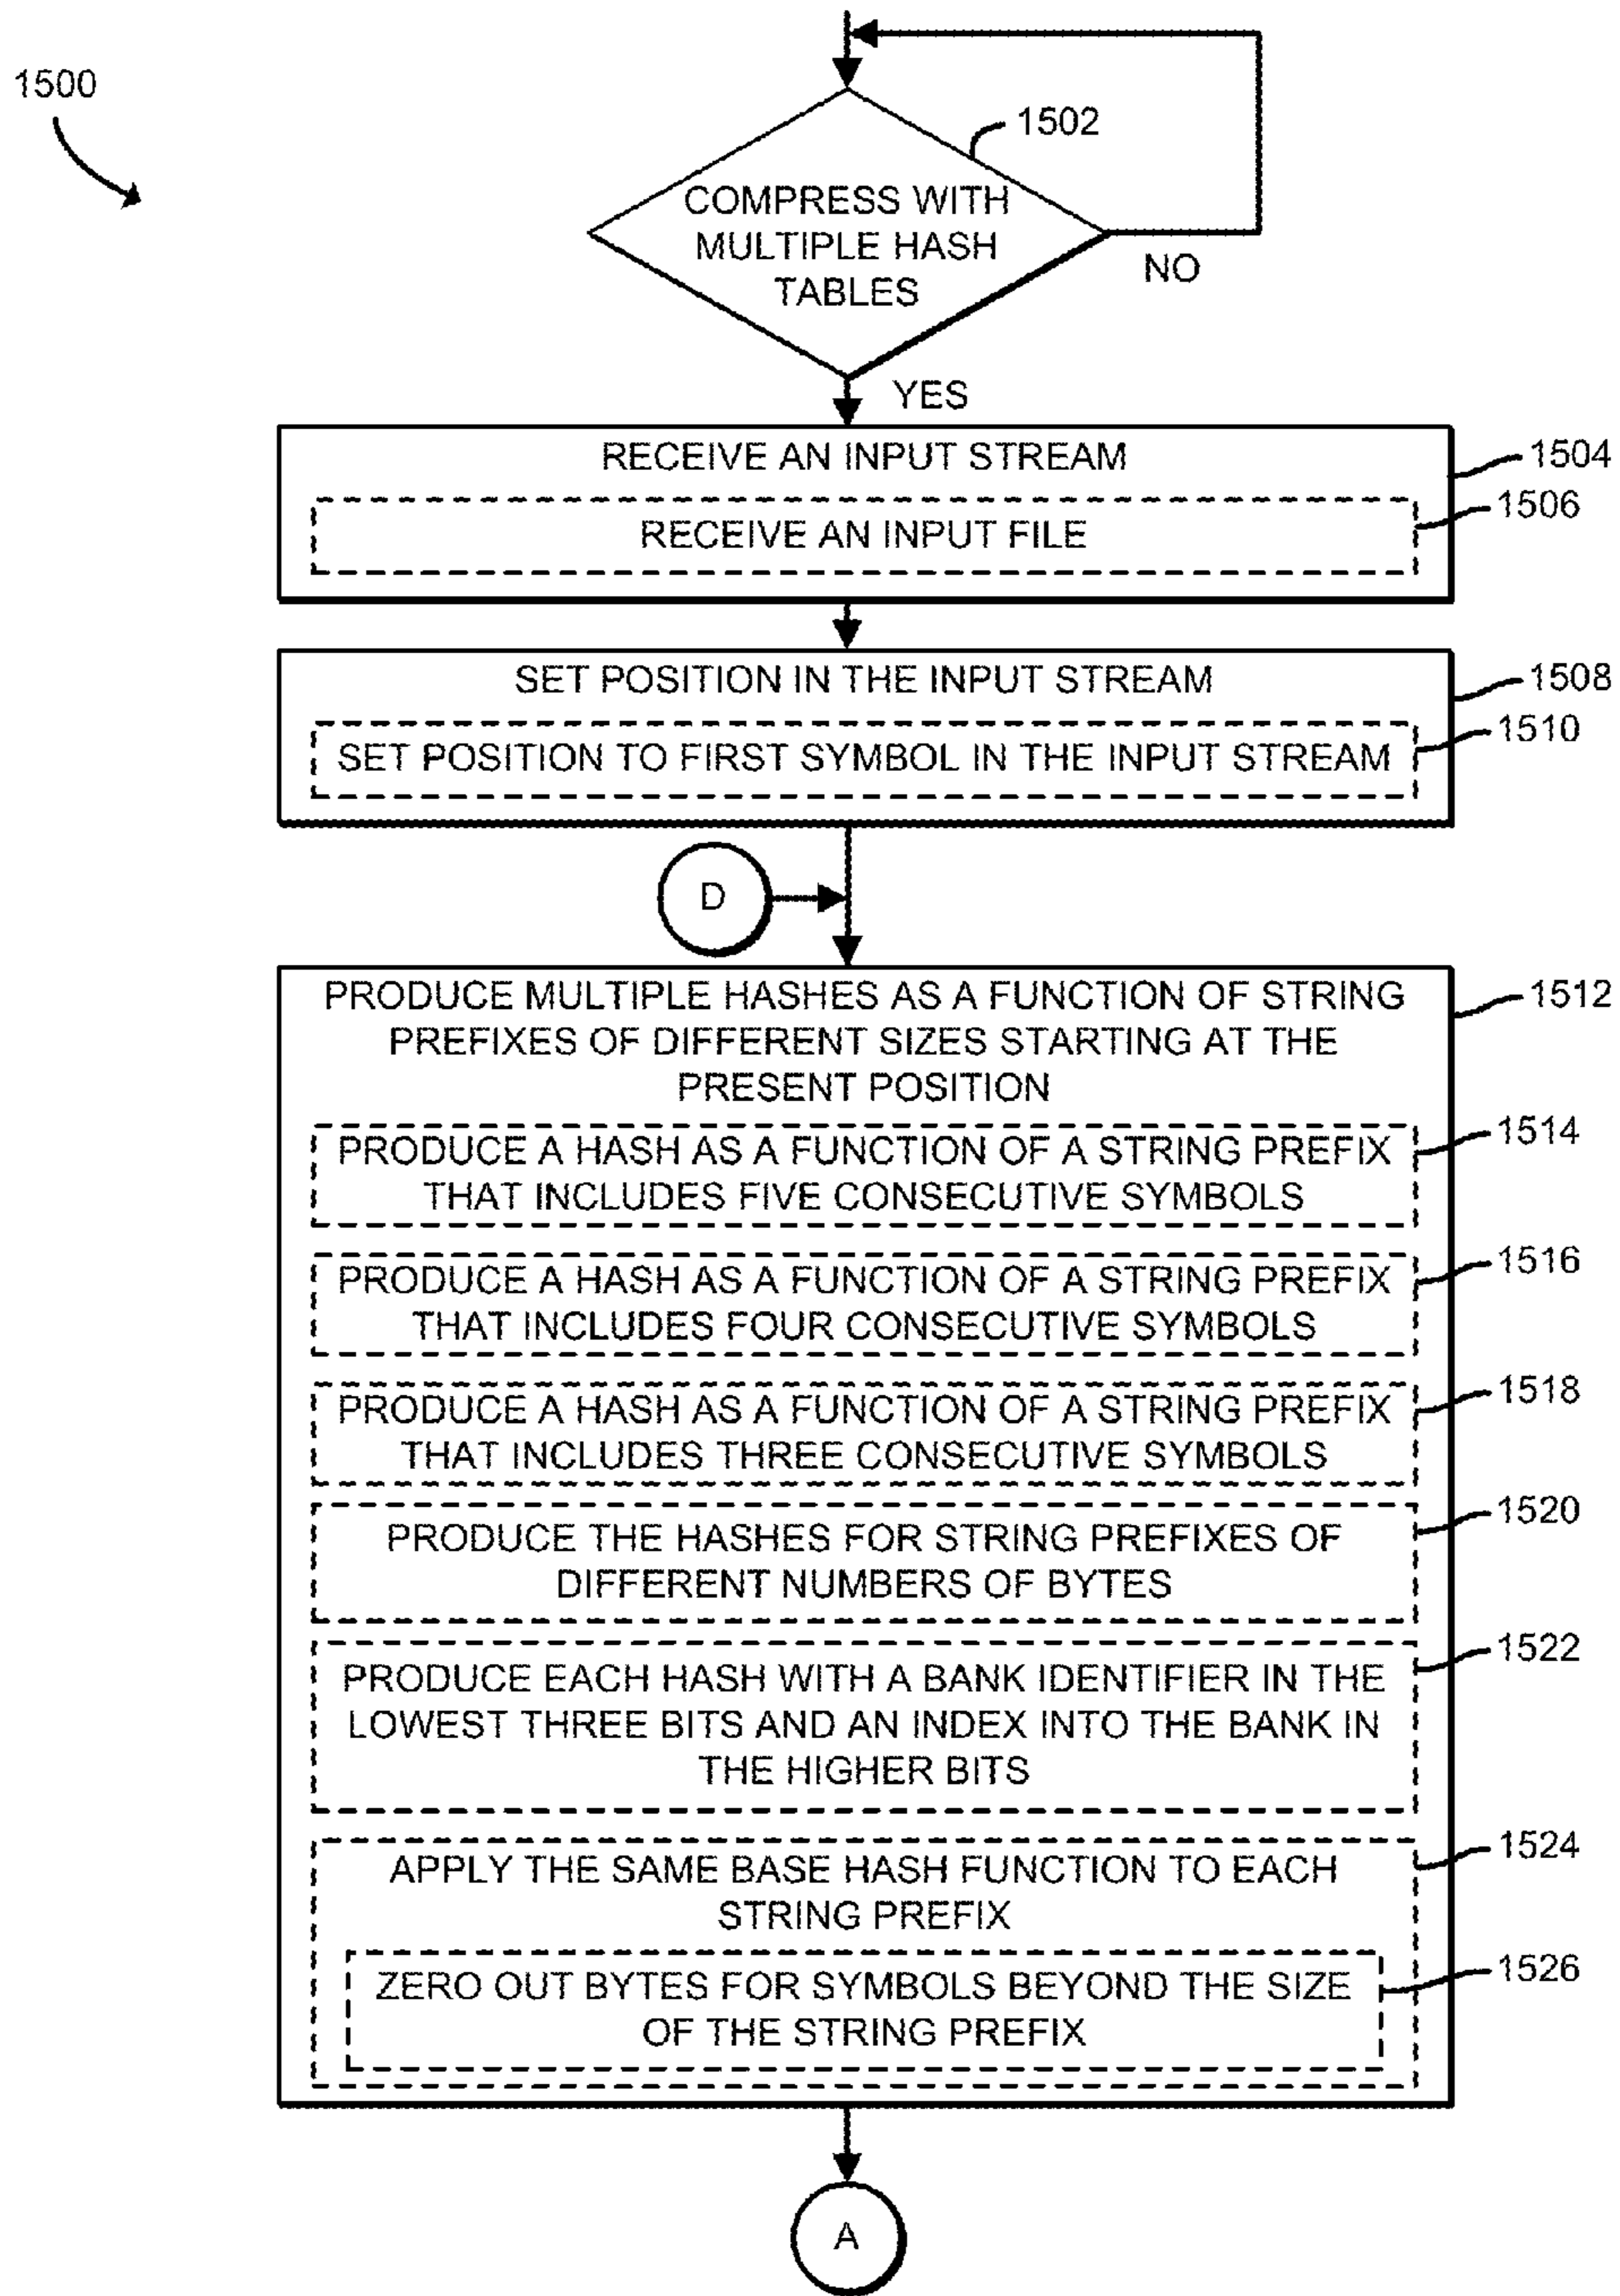 1500
1502
COMPRESS WITH
MULTIPLE HASH
TABLES
NO
YES
RECEIVE AN INPUT STREAM
1504
RECEIVE AN INPUT FILE
1506
SET POSITION IN THE INPUT STREAM
1508
SET POSITION TO FIRST SYMBOL IN THE INPUT STREAM
1510
D
PRODUCE MULTIPLE HASHES AS A FUNCTION OF STRING
PREFIXES OF DIFFERENT SIZES STARTING AT THE
PRESENT POSITION
1512
PRODUCE A HASH AS A FUNCTION OF A STRING PREFIX
THAT INCLUDES FIVE CONSECUTIVE SYMBOLS
1514
PRODUCE A HASH AS A FUNCTION OF A STRING PREFIX
THAT INCLUDES FOUR CONSECUTIVE SYMBOLS
1516
PRODUCE A HASH AS A FUNCTION OF A STRING PREFIX
THAT INCLUDES THREE CONSECUTIVE SYMBOLS
1518
PRODUCE THE HASHES FOR STRING PREFIXES OF
DIFFERENT NUMBERS OF BYTES
1520
PRODUCE EACH HASH WITH A BANK IDENTIFIER IN THE
LOWEST THREE BITS AND AN INDEX INTO THE BANK IN
THE HIGHER BITS
1522
APPLY THE SAME BASE HASH FUNCTION TO EACH
STRING PREFIX
1524
ZERO OUT BYTES FOR SYMBOLS BEYOND THE SIZE
OF THE STRING PREFIX
1526
A